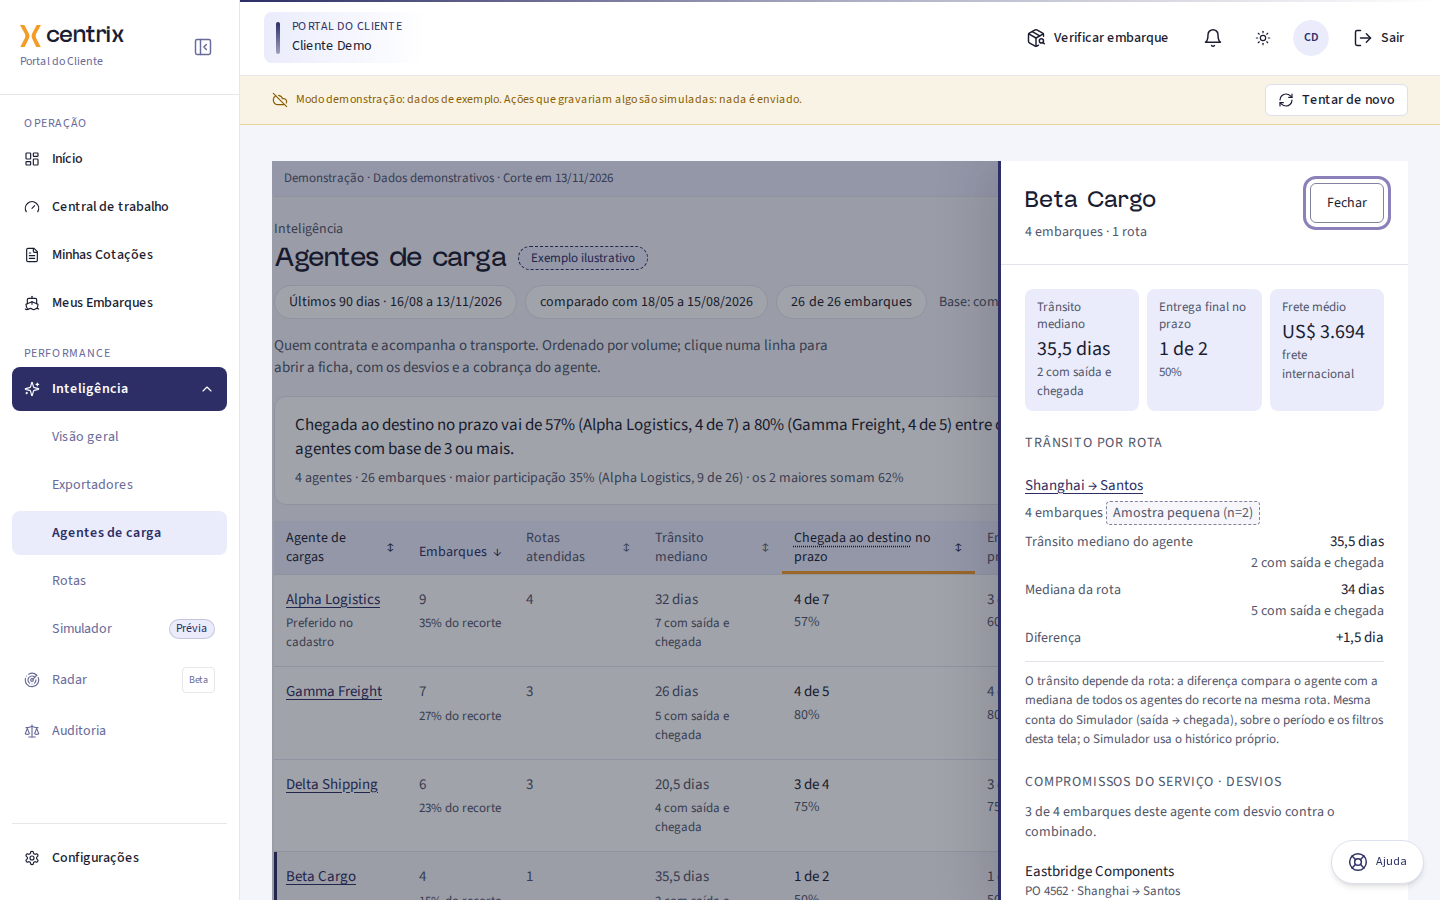 centrix
Portal do Cliente
OPERAÇÃO
Início
Central de trabalho
Minhas Cotações
Meus Embarques
PERFORMANCE
Inteligência
Visão geral
Exportadores
Agentes de carga
Rotas
Simulador Prévia
Radar Beta
Auditoria
Configurações
PORTAL DO CLIENTE
Cliente Demo
Verificar embarque
CD
Sair
Modo demonstração: dados de exemplo. Ações que gravariam algo são simuladas: nada é enviado.
Tentar de novo
Demonstração · Dados demonstrativos · Corte em 13/11/2026
Inteligência
Agentes de carga Exemplo ilustrativo
Últimos 90 dias · 16/08 a 13/11/2026 comparado com 18/05 a 15/08/2026 26 de 26 embarques Base: com
Quem contrata e acompanha o transporte. Ordenado por volume; clique numa linha para
abrir a ficha, com os desvios e a cobrança do agente.
Chegada ao destino no prazo vai de 57% (Alpha Logistics, 4 de 7) a 80% (Gamma Freight, 4 de 5) entre
agentes com base de 3 ou mais.
4 agentes · 26 embarques · maior participação 35% (Alpha Logistics, 9 de 26) · os 2 maiores somam 62%
Agente de cargas Embarques ↓ Rotas atendidas Trânsito mediano Chegada ao destino no prazo
Alpha Logistics 9 4 32 dias 4 de 7 3
Preferido no cadastro 35% do recorte 7 com saída e chegada 57% 60
Gamma Freight 7 3 26 dias 4 de 5 4
27% do recorte 5 com saída e chegada 80% 80
Delta Shipping 6 3 20,5 dias 3 de 4 3
23% do recorte 4 com saída e chegada 75% 75
Beta Cargo 4 1 35,5 dias 1 de 2 1
Beta Cargo
4 embarques · 1 rota
Fechar
Trânsito mediano
35,5 dias
2 com saída e chegada
Entrega final no prazo
1 de 2
50%
Frete médio
US$ 3.694
frete internacional
TRÂNSITO POR ROTA
Shanghai → Santos
4 embarques Amostra pequena (n=2)
Trânsito mediano do agente 35,5 dias
2 com saída e chegada
Mediana da rota 34 dias
5 com saída e chegada
Diferença +1,5 dia
O trânsito depende da rota: a diferença compara o agente com a
mediana de todos os agentes do recorte na mesma rota. Mesma
conta do Simulador (saída → chegada), sobre o período e os filtros
desta tela; o Simulador usa o histórico próprio.
COMPROMISSOS DO SERVIÇO · DESVIOS
3 de 4 embarques deste agente com desvio contra o
combinado.
Eastbridge Components
PO 4562 · Shanghai → Santos
Ajuda